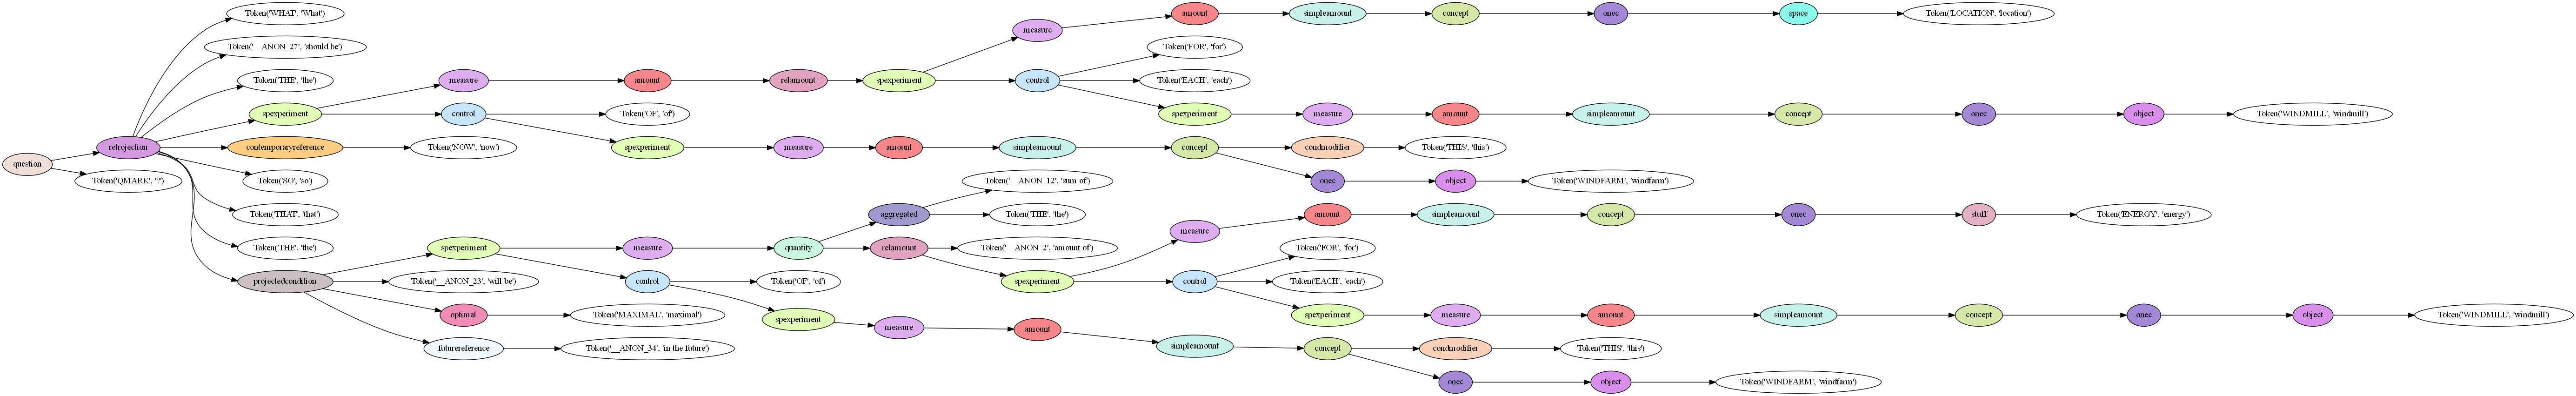 Token('WHAT', 'What')
amount
simpleamount
concept
onec
space
Token('LOCATION', 'location')
measure
Token('__ANON_27', 'should be')
Token('FOR', 'for')
Token('THE', 'the')
measure
amount
relamount
spexperiment
control
Token('EACH', 'each')
spexperiment
control
Token('OF', 'of')
spexperiment
measure
amount
simpleamount
concept
onec
object
Token('WINDMILL', 'windmill')
retrojection
contemporaryreference
Token('NOW', 'now')
spexperiment
measure
amount
simpleamount
concept
condmodifier
Token('THIS', 'this')
question
Token('QMARK', '?')
Token('SO', 'so')
Token('__ANON_12', 'sum of')
onec
object
Token('WINDFARM', 'windfarm')
Token('THAT', 'that')
aggregated
Token('THE', 'the')
measure
amount
simpleamount
concept
onec
stuff
Token('ENERGY', 'energy')
Token('THE', 'the')
spexperiment
measure
quantity
relamount
Token('__ANON_2', 'amount of')
Token('FOR', 'for')
projectedcondition
Token('__ANON_23', 'will be')
control
Token('OF', 'of')
spexperiment
control
Token('EACH', 'each')
optimal
Token('MAXIMAL', 'maximal')
spexperiment
measure
amount
spexperiment
measure
amount
simpleamount
concept
onec
object
Token('WINDMILL', 'windmill')
futurereference
Token('__ANON_34', 'in the future')
simpleamount
concept
condmodifier
Token('THIS', 'this')
onec
object
Token('WINDFARM', 'windfarm')